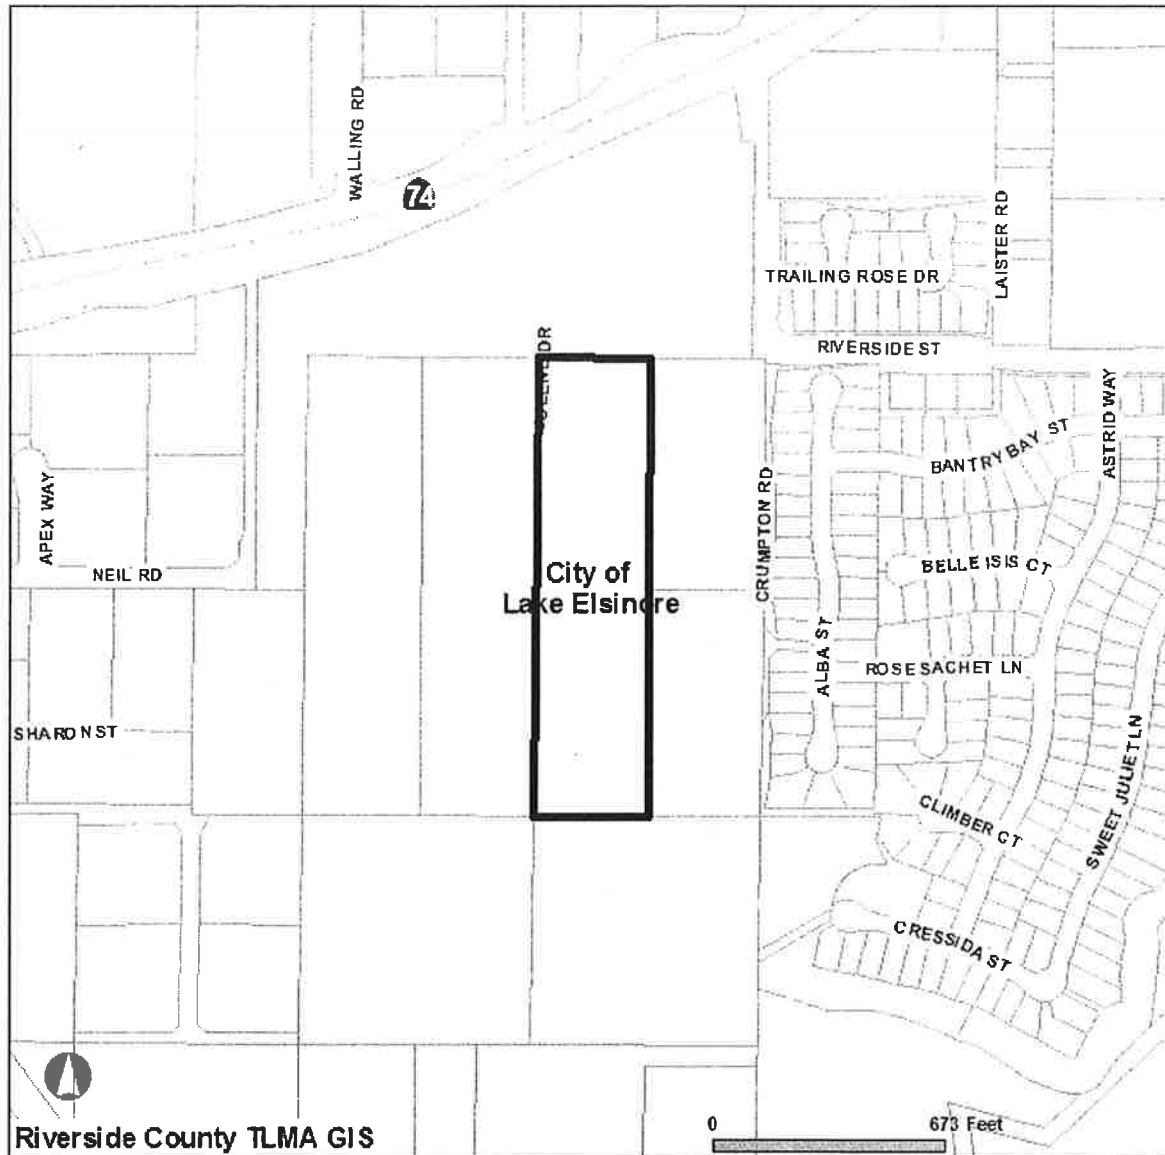 WALLING RD
74
LAISTER RD
TRAILING ROSE DR
RIVERSIDE ST
DR
ASTRID WAY
BANTRY BAY ST
APEX WAY
CRUMPTON RD
NEIL RD
BELLE ISIS CT
City of
Lake Elsinore
ALBA ST
ROSE SACHET LN
SHARON ST
SWEET JULIET LN
CLIMBER CT
CRESSIDA ST
0
673 Feet
Riverside County TLMA GIS